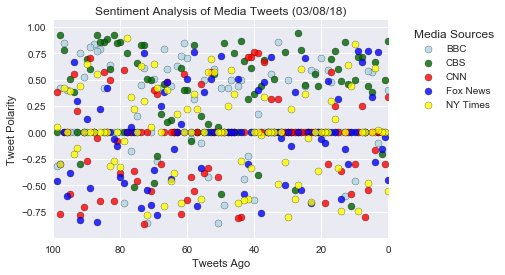 Sentiment Analysis of Media Tweets (03/08/18)
Media Sources
BBC
CBS
CNN
Fox News
NY Times
Tweet Polarity
1.00
0.75
0.50
0.25
0.00
−0.25
−0.50
−0.75
100 80 60 40 20 0
Tweets Ago